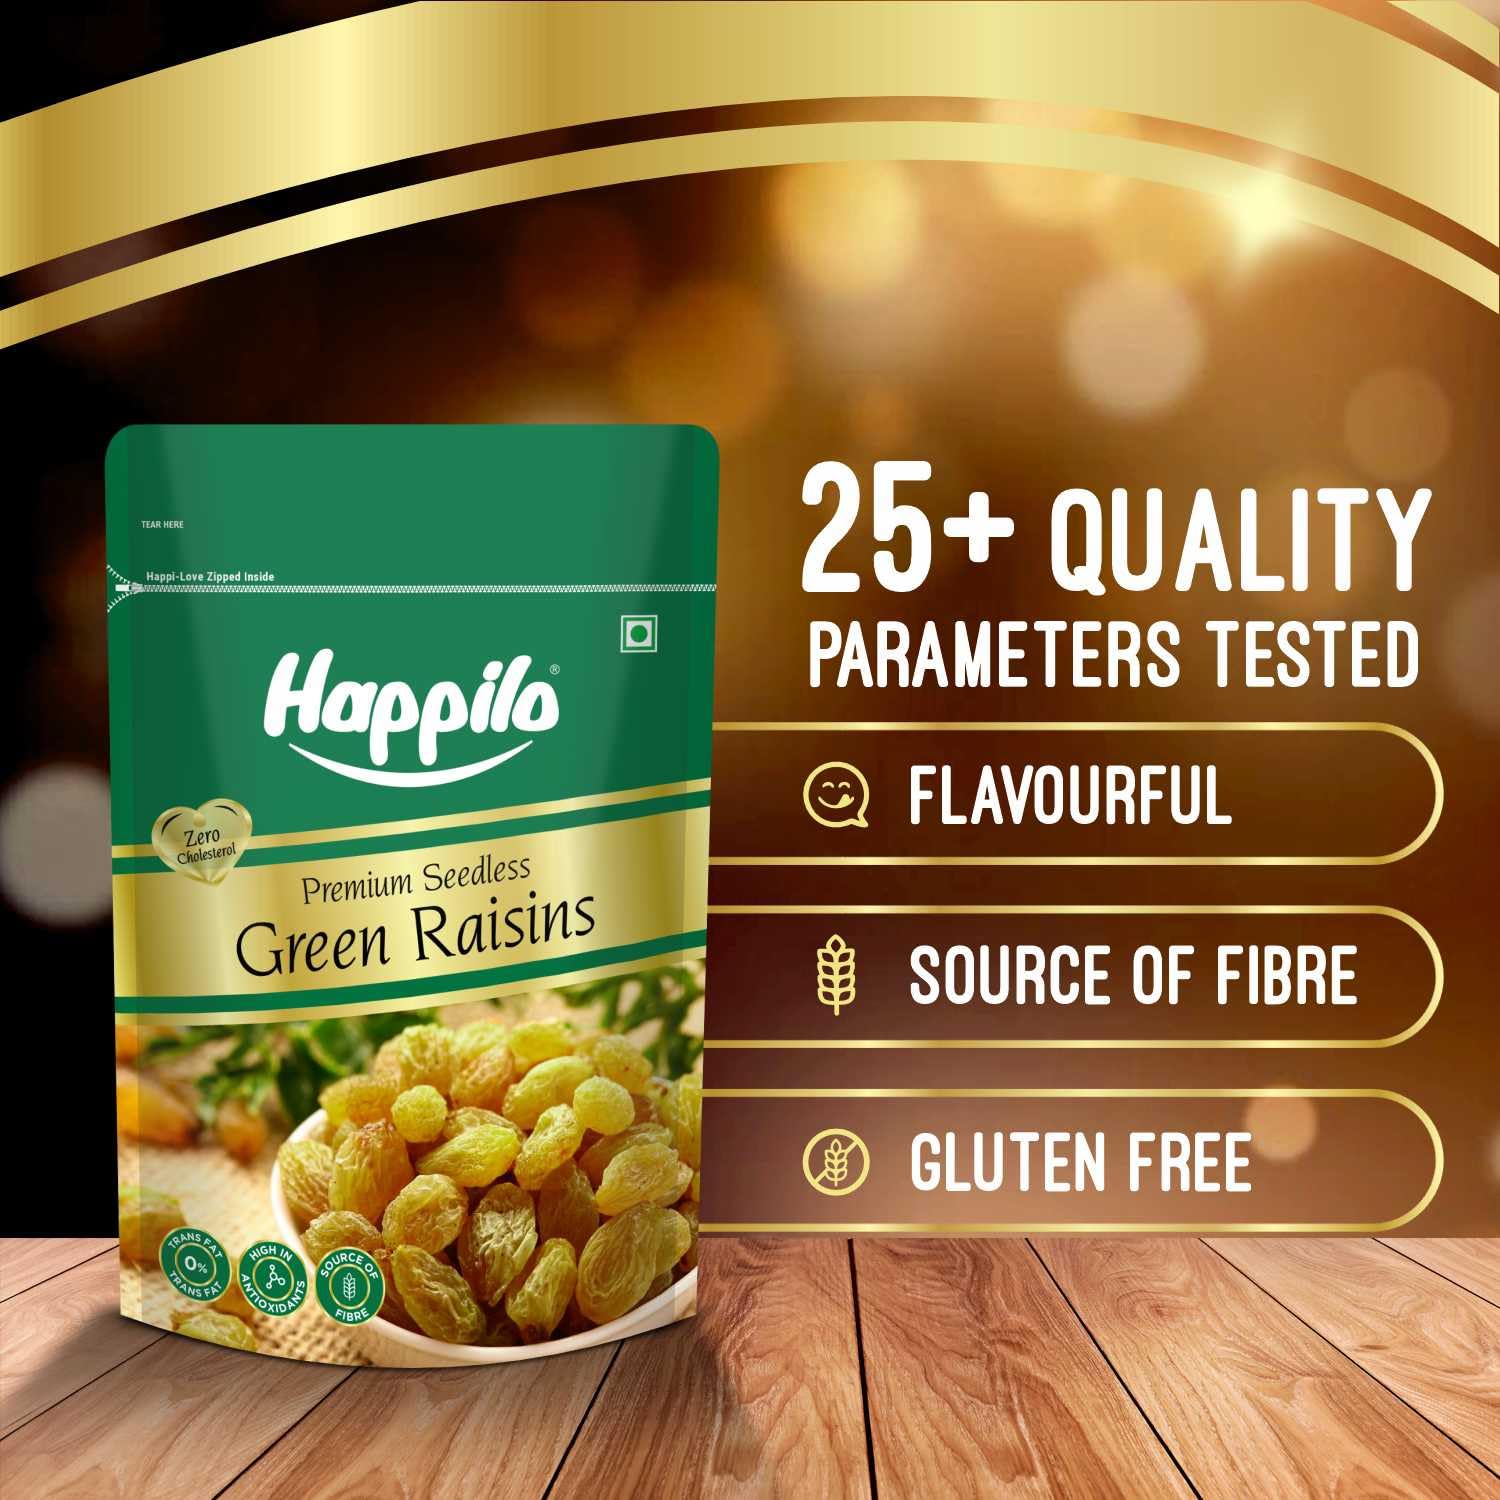 TEAR HERE
Happi-Love Zipped Inside
Happilo®
Zero
Cholesterol
Premium Seedless
Green Raisins
TRANS FAT
0%
TRANS FAT
HIGH IN
ANTIOXIDANTS
SOURCE OF
FIBRE
25+ QUALITY
PARAMETERS TESTED
FLAVOURFUL
SOURCE OF FIBRE
GLUTEN FREE